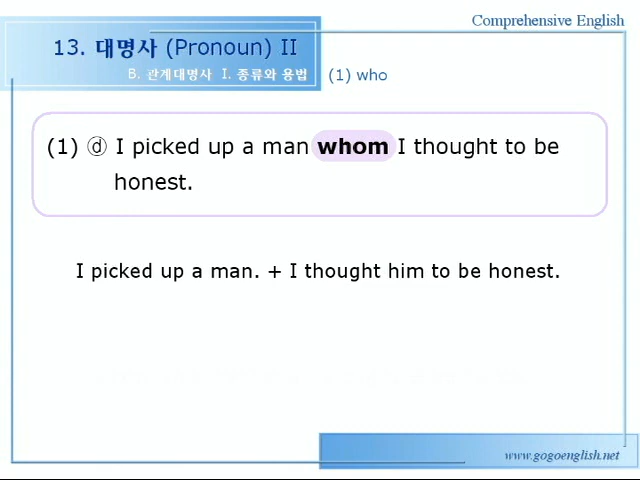 Comprehensive English
13. 대명사 (Pronoun) II
B. 관계대명사 I. 종류와 용법 (1) who
(1) ⓓ I picked up a man whom I thought to be
honest.
I picked up a man. + I thought him to be honest.
www.gogoenglish.net